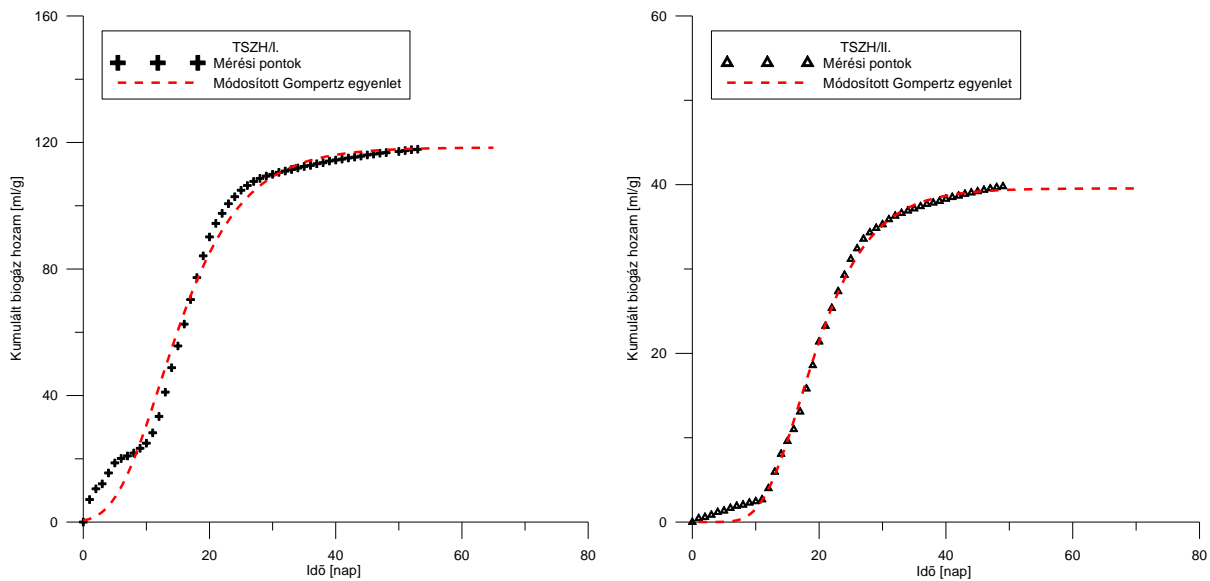 TSZH/I.
Mérési pontok
Módosított Gompertz egyenlet
160
120
80
40
0
Kumulált biogáz hozam [ml/g]
0 20 40 60 80
Idő [nap]
TSZH/II.
Mérési pontok
Módosított Gompertz egyenlet
60
40
20
0
Kumulált biogáz hozam [ml/g]
0 20 40 60 80
Idő [nap]